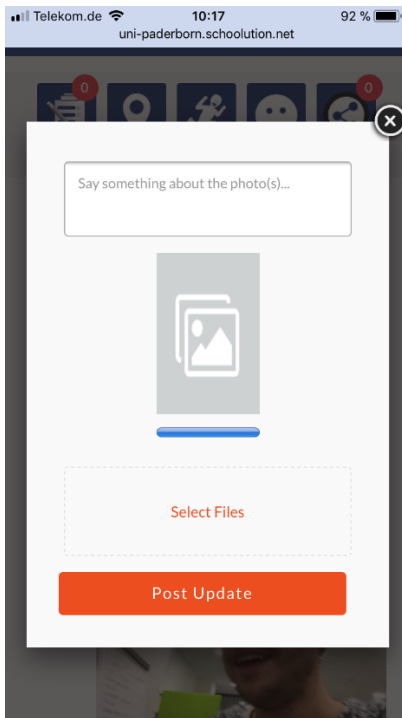 Telekom.de 10:17 92 %
uni-paderborn.schoolution.net
0 0
Say something about the photo(s)...
Select Files
Post Update